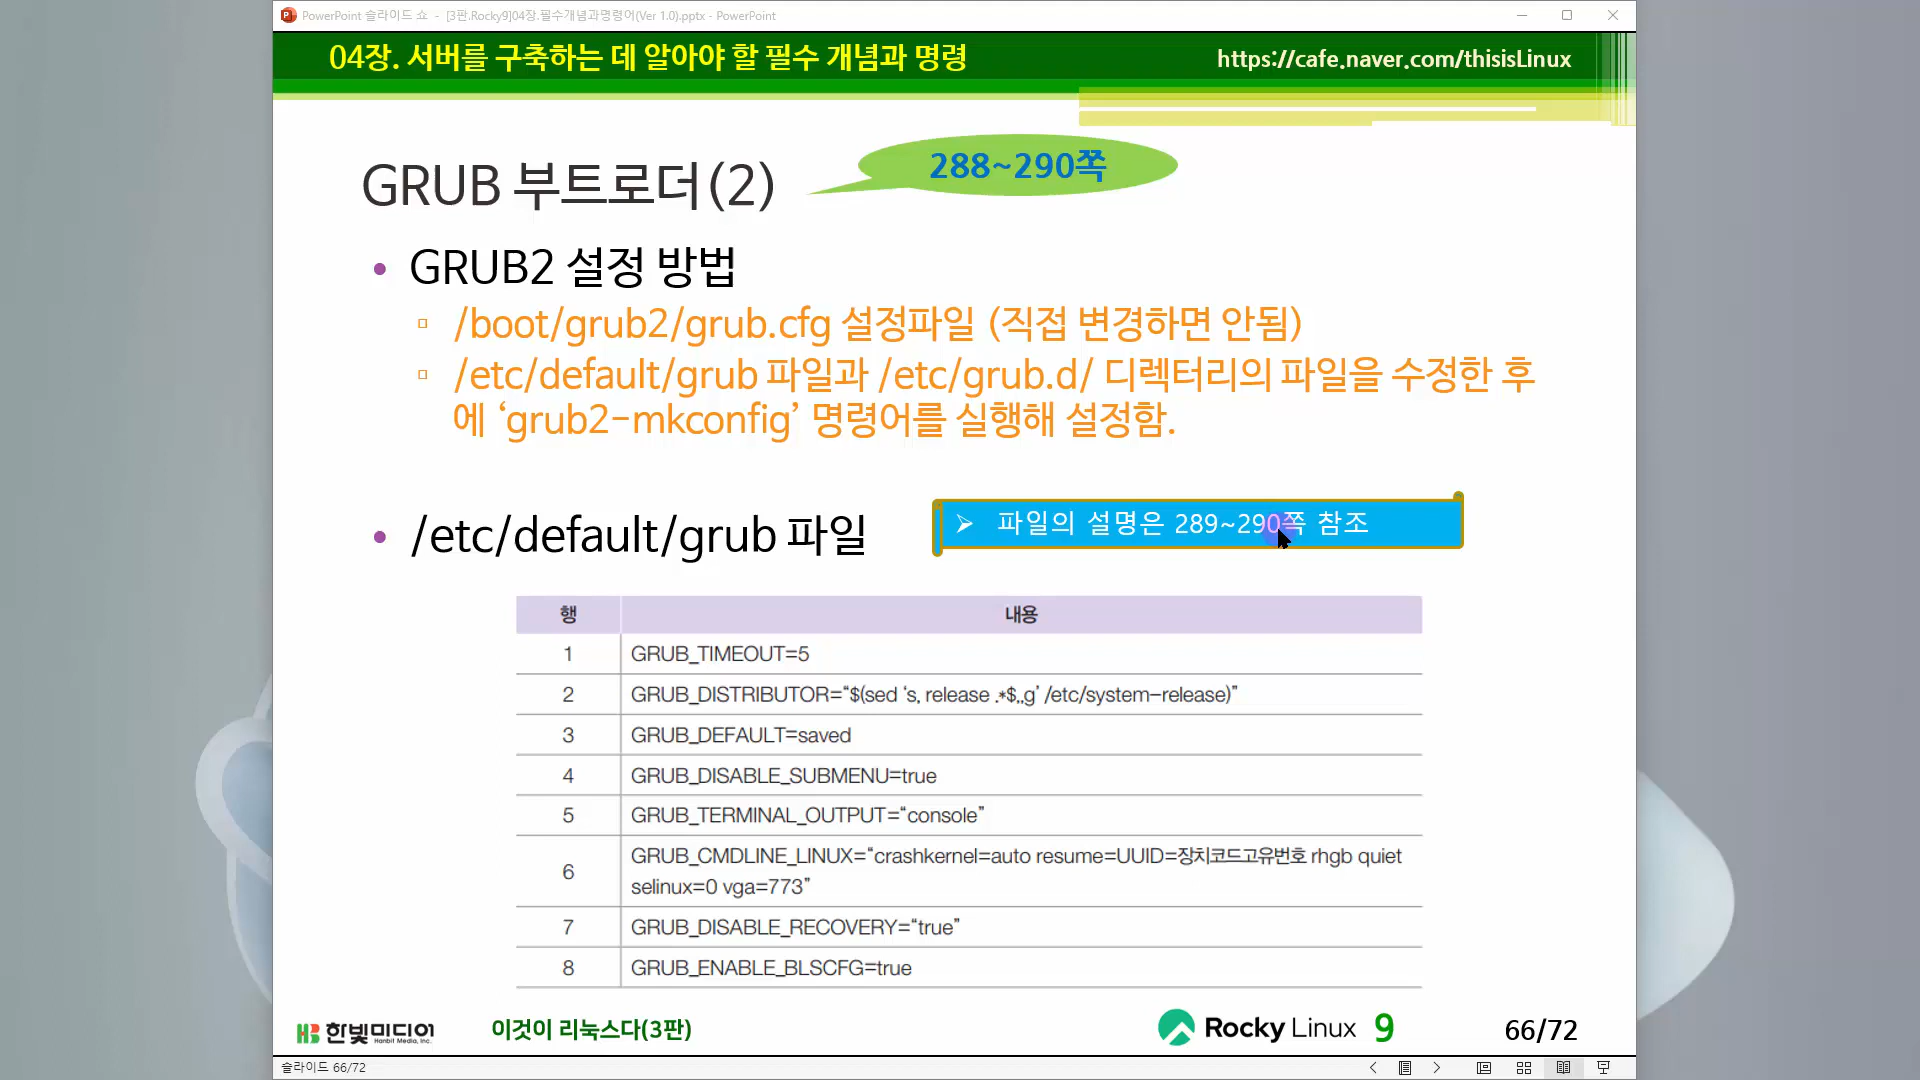 PowerPoint 슬라이드 쇼 - [3판.Rocky9]04장.필수개념과명령어(Ver 1.0).pptx - PowerPoint
04장. 서버를 구축하는 데 알아야 할 필수 개념과 명령
https://cafe.naver.com/thisisLinux
GRUB 부트로더(2)
288~290쪽
• GRUB2 설정 방법
/boot/grub2/grub.cfg 설정파일 (직접 변경하면 안됨)
/etc/default/grub 파일과 /etc/grub.d/ 디렉터리의 파일을 수정한 후
에 ‘grub2-mkconfig’ 명령어를 실행해 설정함.
• /etc/default/grub 파일
➢ 파일의 설명은 289~290쪽 참조
행 내용
1 GRUB_TIMEOUT=5
2 GRUB_DISTRIBUTOR=“$(sed ‘s, release .*$,,g’ /etc/system-release)”
3 GRUB_DEFAULT=saved
4 GRUB_DISABLE_SUBMENU=true
5 GRUB_TERMINAL_OUTPUT=“console”
6 GRUB_CMDLINE_LINUX=“crashkernel=auto resume=UUID=장치코드고유번호 rhgb quiet
selinux=0 vga=773”
7 GRUB_DISABLE_RECOVERY=“true”
8 GRUB_ENABLE_BLSCFG=true
한빛미디어
Hanbit Media, Inc.
이것이 리눅스다(3판)
Rocky Linux 9
66/72
슬라이드 66/72